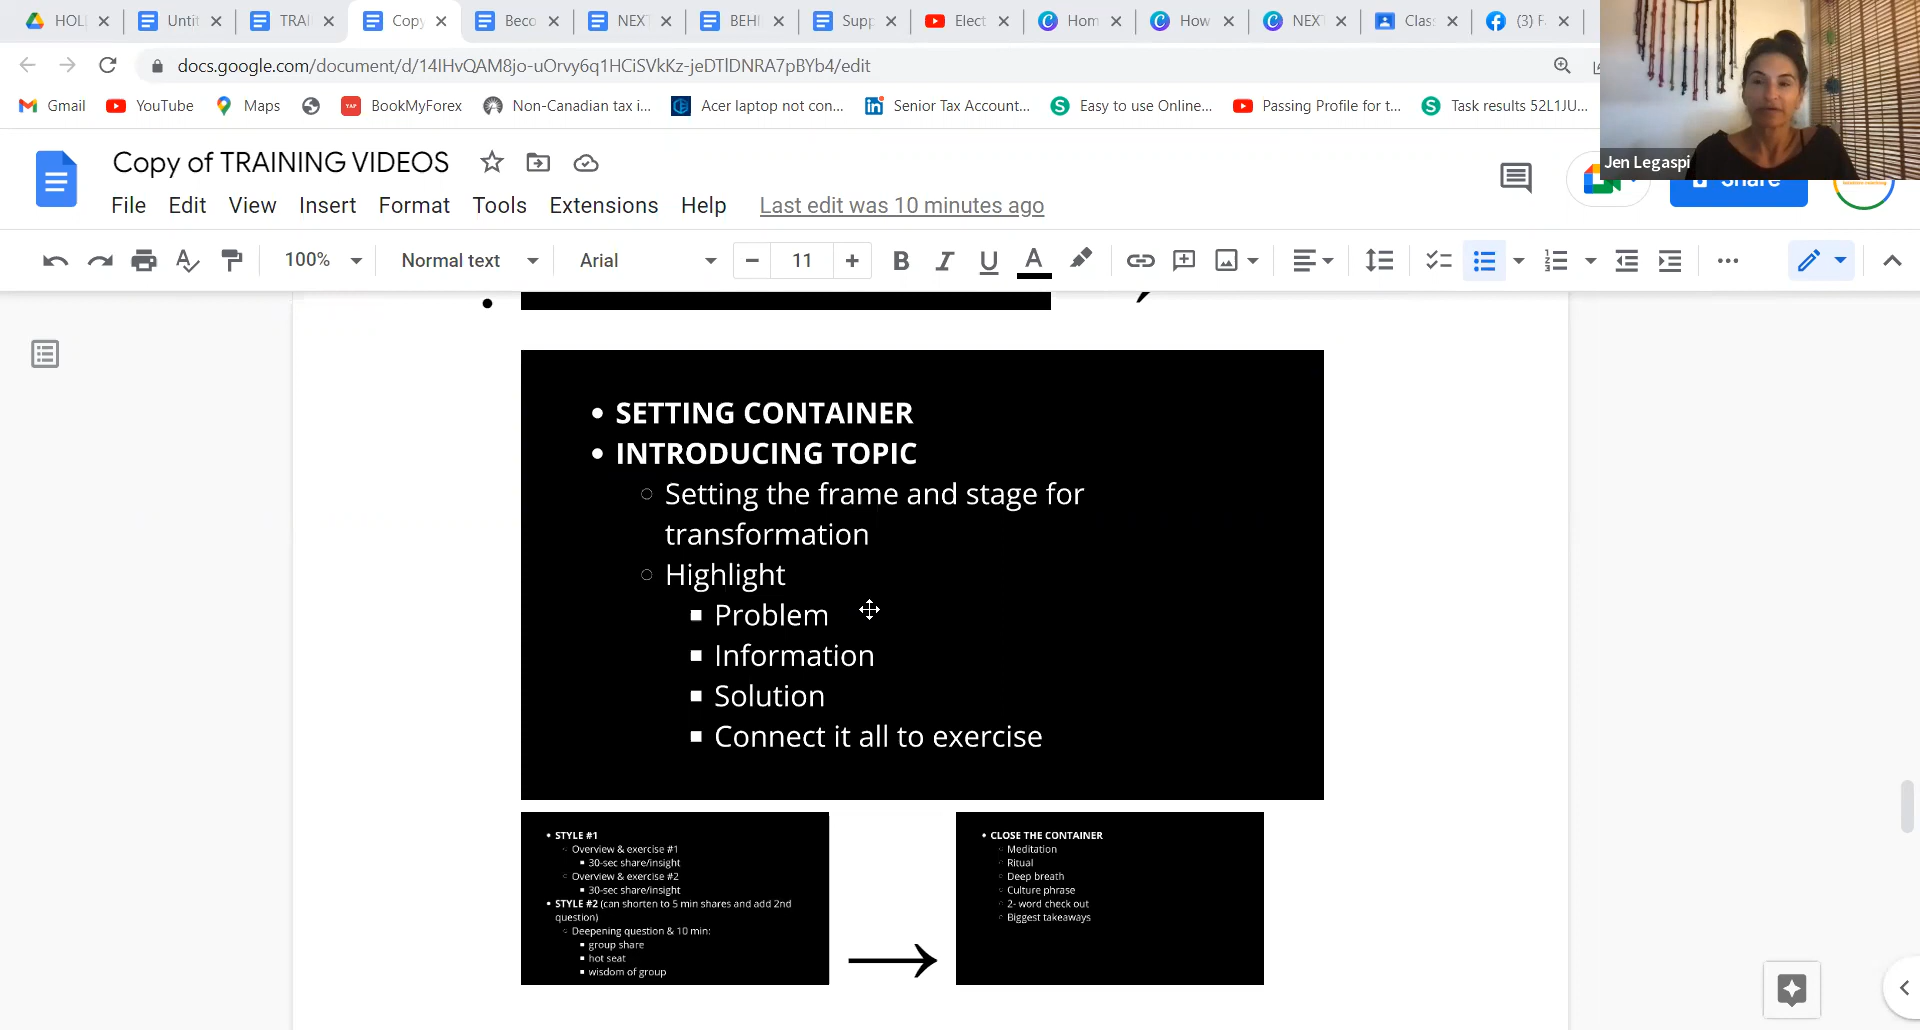 HOL
Untit
TRAI
Copy
Beco
NEXT
BEHI
Supp
Elect
Hom
How
NEXT
Clas
(3) F
docs.google.com/document/d/14IHvQAM8jo-uOrvy6q1HCiSVkKz-jeDTlDNRA7pBYb4/edit
Gmail
YouTube
Maps
BookMyForex
Non-Canadian tax i...
Acer laptop not con...
Senior Tax Account...
Easy to use Online...
Passing Profile for t...
Task results 52L1JU...
Jen Legaspi
Copy of TRAINING VIDEOS
Share
File Edit View Insert Format Tools Extensions Help Last edit was 10 minutes ago
100% Normal text Arial 11
• SETTING CONTAINER
• INTRODUCING TOPIC
○ Setting the frame and stage for
transformation
○ Highlight
▪ Problem
▪ Information
▪ Solution
▪ Connect it all to exercise
• STYLE #1
○ Overview & exercise #1
▪ 30-sec share/insight
○ Overview & exercise #2
▪ 30-sec share/insight
• STYLE #2 (can shorten to 5 min shares and add 2nd
question)
○ Deepening question & 10 min:
▪ group share
▪ hot seat
▪ wisdom of group
• CLOSE THE CONTAINER
○ Meditation
○ Ritual
○ Deep breath
○ Culture phrase
○ 2- word check out
○ Biggest takeaways